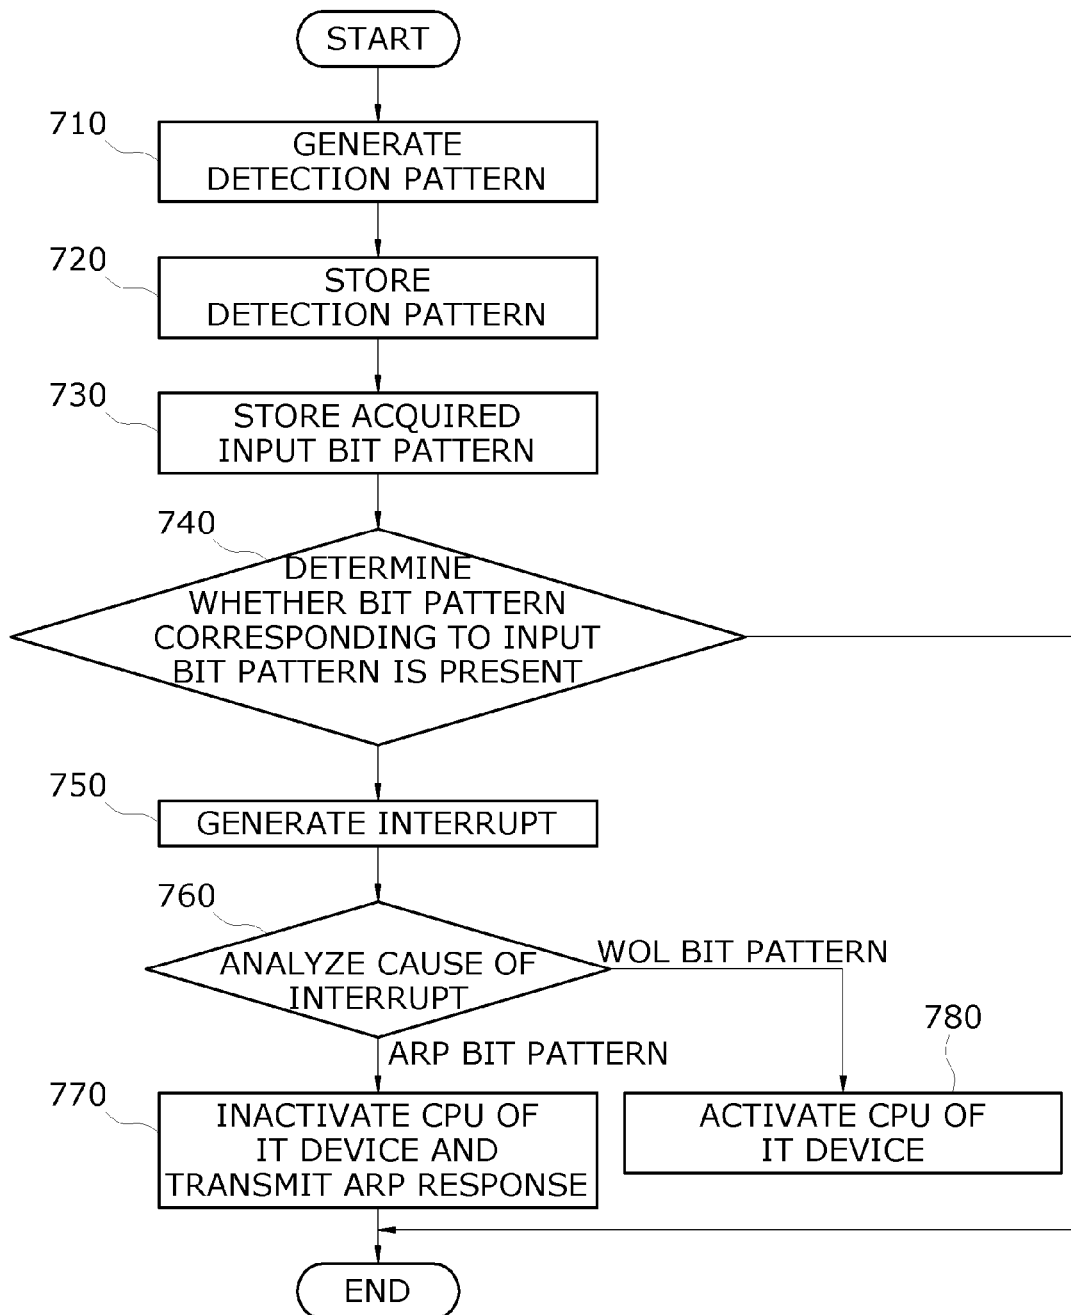 START
710
GENERATE
DETECTION PATTERN
720
STORE
DETECTION PATTERN
730
STORE ACQUIRED
INPUT BIT PATTERN
740
DETERMINE
WHETHER BIT PATTERN
CORRESPONDING TO INPUT
BIT PATTERN IS PRESENT
750
GENERATE INTERRUPT
760
ANALYZE CAUSE OF
INTERRUPT
WOL BIT PATTERN
ARP BIT PATTERN
770
INACTIVATE CPU OF
IT DEVICE AND
TRANSMIT ARP RESPONSE
780
ACTIVATE CPU OF
IT DEVICE
END